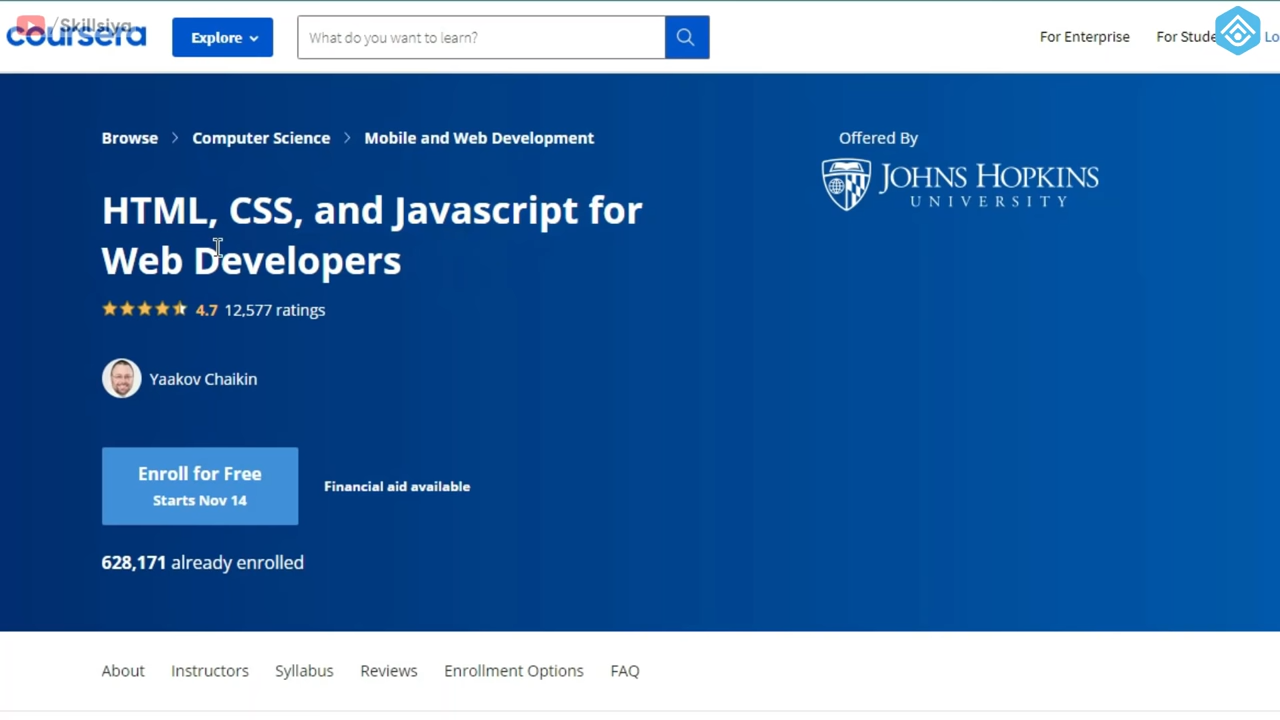 /Skillsiya
coursera
Explore
What do you want to learn?
For Enterprise
For Stude
Lo
Browse > Computer Science > Mobile and Web Development
Offered By
JOHNS HOPKINS
UNIVERSITY
HTML, CSS, and Javascript for
Web Developers
4.7 12,577 ratings
Yaakov Chaikin
Enroll for Free
Starts Nov 14
Financial aid available
628,171 already enrolled
About
Instructors
Syllabus
Reviews
Enrollment Options
FAQ